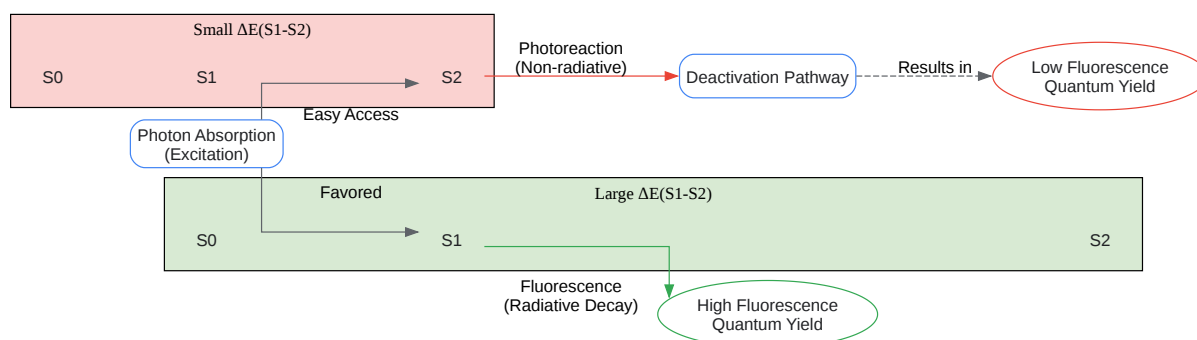 Small ΔE(S1-S2)
S0
S1
S2
Photoreaction
(Non-radiative)
Deactivation Pathway
Results in
Low Fluorescence
Quantum Yield
Easy Access
Photon Absorption
(Excitation)
Favored
Large ΔE(S1-S2)
S0
S1
S2
Fluorescence
(Radiative Decay)
High Fluorescence
Quantum Yield